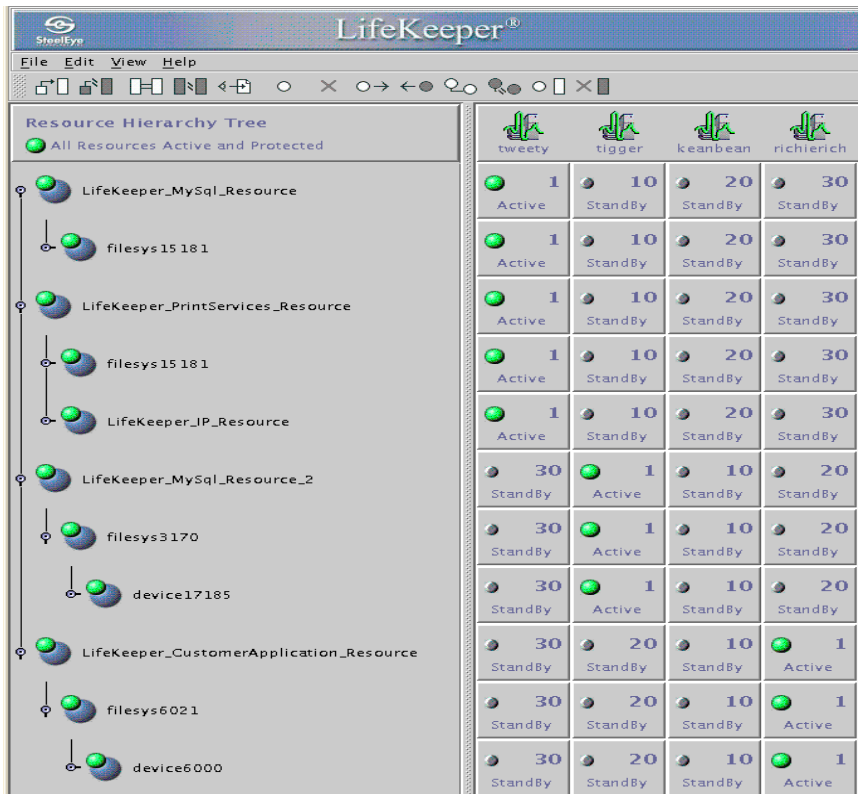 SteelEye
LifeKeeper®
File Edit View Help
Resource Hierarchy Tree
All Resources Active and Protected
tweety tigger keanbean richierich
LifeKeeper_MySql_Resource 1 10 20 30
Active StandBy StandBy StandBy
filesys15181 1 10 20 30
Active StandBy StandBy StandBy
LifeKeeper_PrintServices_Resource 1 10 20 30
Active StandBy StandBy StandBy
filesys15181 1 10 20 30
Active StandBy StandBy StandBy
LifeKeeper_IP_Resource 1 10 20 30
Active StandBy StandBy StandBy
LifeKeeper_MySql_Resource_2 30 1 10 20
StandBy Active StandBy StandBy
filesys3170 30 1 10 20
StandBy Active StandBy StandBy
device17185 30 1 10 20
StandBy Active StandBy StandBy
LifeKeeper_CustomerApplication_Resource 30 20 10 1
StandBy StandBy StandBy Active
filesys6021 30 20 10 1
StandBy StandBy StandBy Active
device6000 30 20 10 1
StandBy StandBy StandBy Active